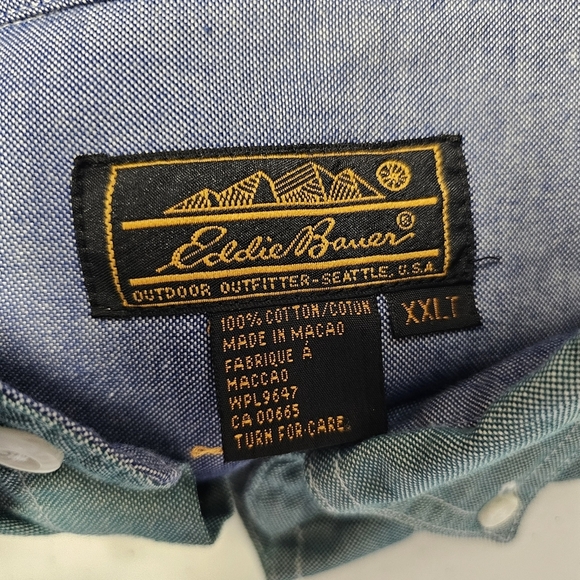 Eddie Bauer®
OUTDOOR OUTFITTER-SEATTLE, U.S.A.
XXLT
100% COTTON/COTON
MADE IN MACAO
FABRIQUE À
MACCAO
WPL9647
CA 00665
TURN FOR CARE